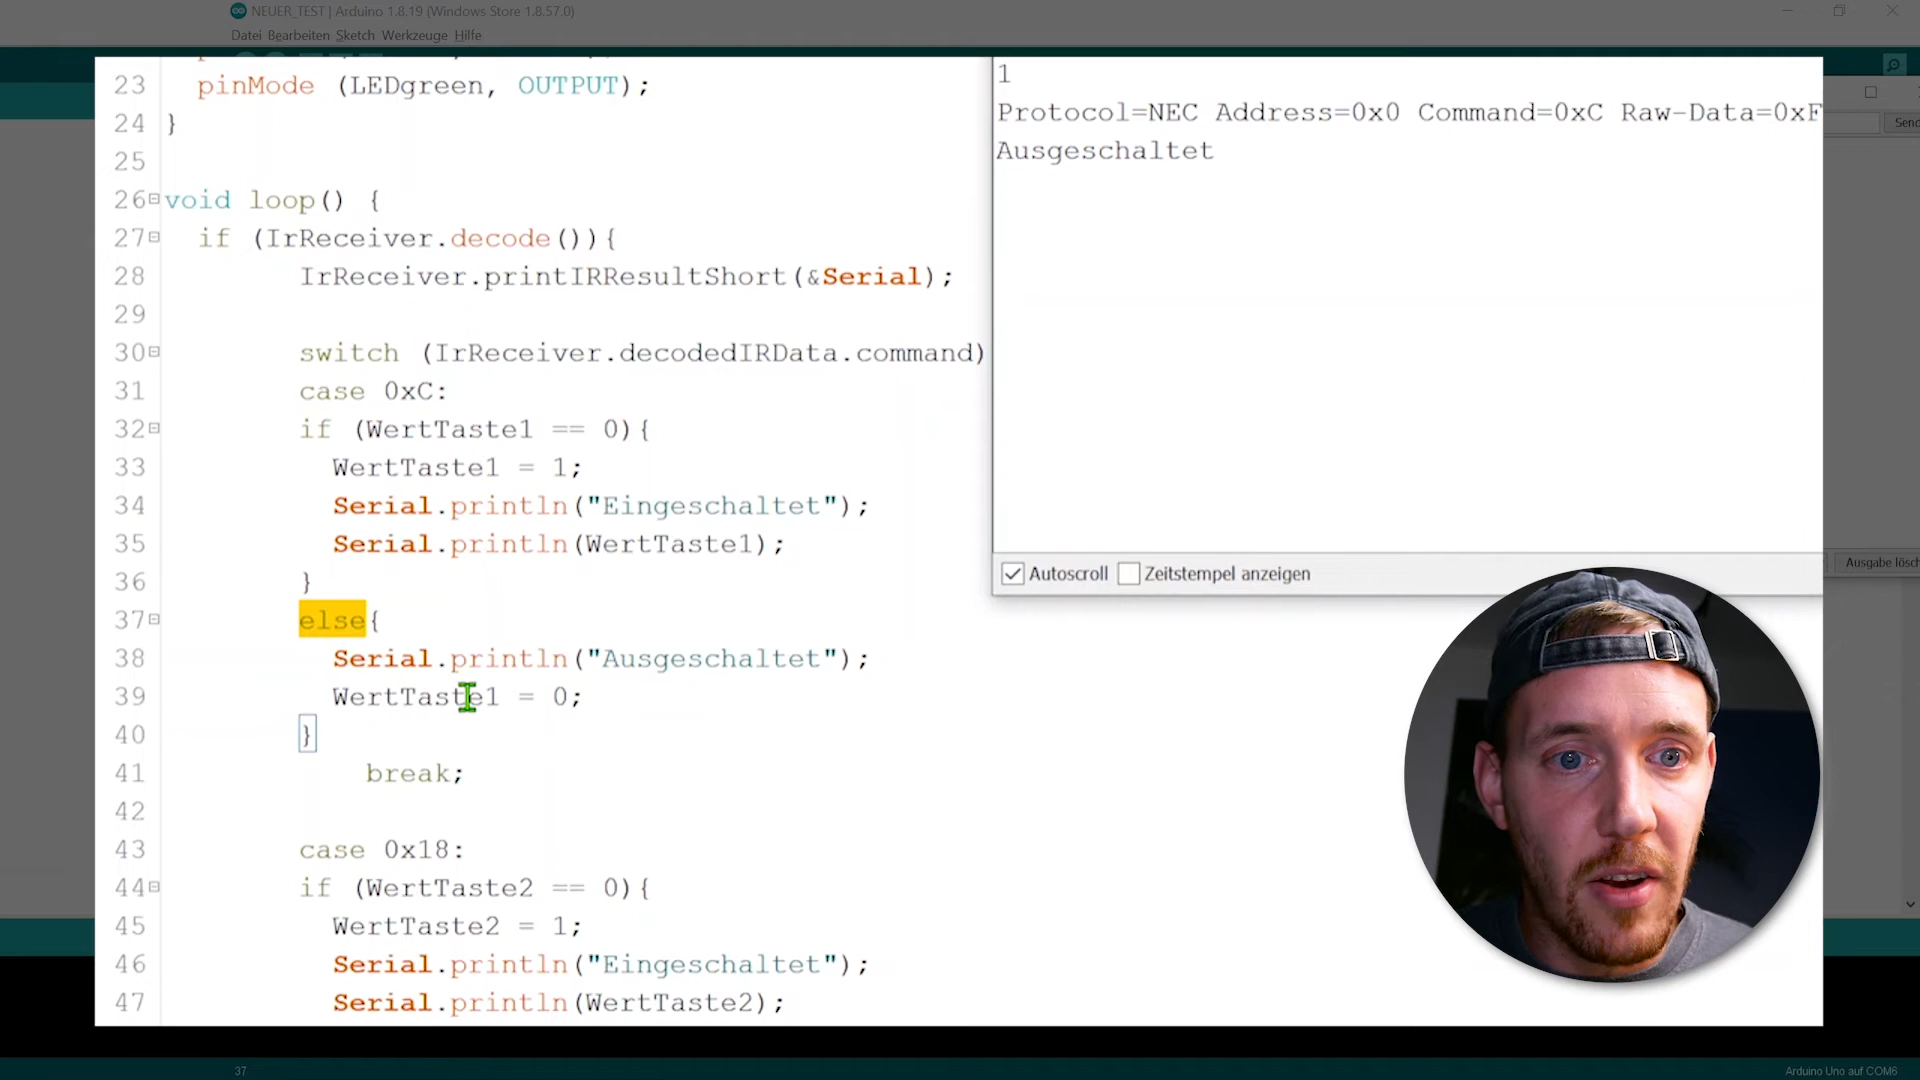 NEUER_TEST | Arduino 1.8.19 (Windows Store 1.8.57.0)
Datei Bearbeiten Sketch Werkzeuge Hilfe
23 pinMode (LEDgreen, OUTPUT);
24 }
25
26 void loop() {
27 if (IrReceiver.decode()){
28 IrReceiver.printIRResultShort(&Serial);
29
30 switch (IrReceiver.decodedIRData.command)
31 case 0xC:
32 if (WertTaste1 == 0){
33 WertTaste1 = 1;
34 Serial.println("Eingeschaltet");
35 Serial.println(WertTaste1);
36 }
37 else{
38 Serial.println("Ausgeschaltet");
39 WertTaste1 = 0;
40 }
41 break;
42
43 case 0x18:
44 if (WertTaste2 == 0){
45 WertTaste2 = 1;
46 Serial.println("Eingeschaltet");
47 Serial.println(WertTaste2);
1
Protocol=NEC Address=0x0 Command=0xC Raw-Data=0xF
Ausgeschaltet
Send
Autoscroll Zeitstempel anzeigen
Ausgabe lösch
37
Arduino Uno auf COM6